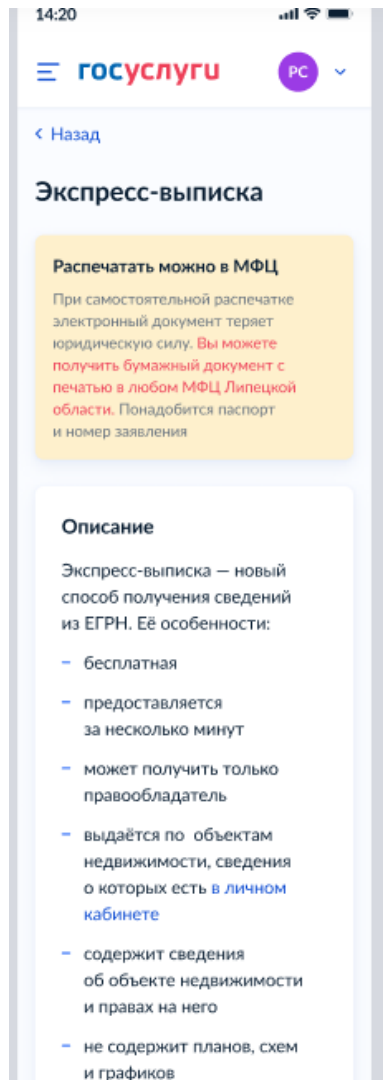 14:20
госуслуги
РС
Назад
Экспресс-выписка
Распечатать можно в МФЦ
При самостоятельной распечатке
электронный документ теряет
юридическую силу. Вы можете
получить бумажный документ с
печатью в любом МФЦ Липецкой
области. Понадобится паспорт
и номер заявления
Описание
Экспресс-выписка — новый
способ получения сведений
из ЕГРН. Её особенности:
– бесплатная
– предоставляется
за несколько минут
– может получить только
правообладатель
– выдаётся по объектам
недвижимости, сведения
о которых есть в личном
кабинете
– содержит сведения
об объекте недвижимости
и правах на него
– не содержит планов, схем
и графиков